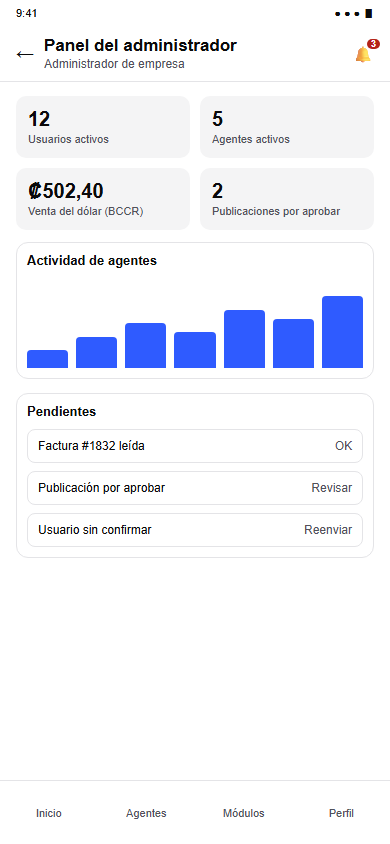 9:41
Panel del administrador
Administrador de empresa
3
12
Usuarios activos
5
Agentes activos
₡502,40
Venta del dólar (BCCR)
2
Publicaciones por aprobar
Actividad de agentes
Pendientes
Factura #1832 leída
OK
Publicación por aprobar
Revisar
Usuario sin confirmar
Reenviar
Inicio
Agentes
Módulos
Perfil